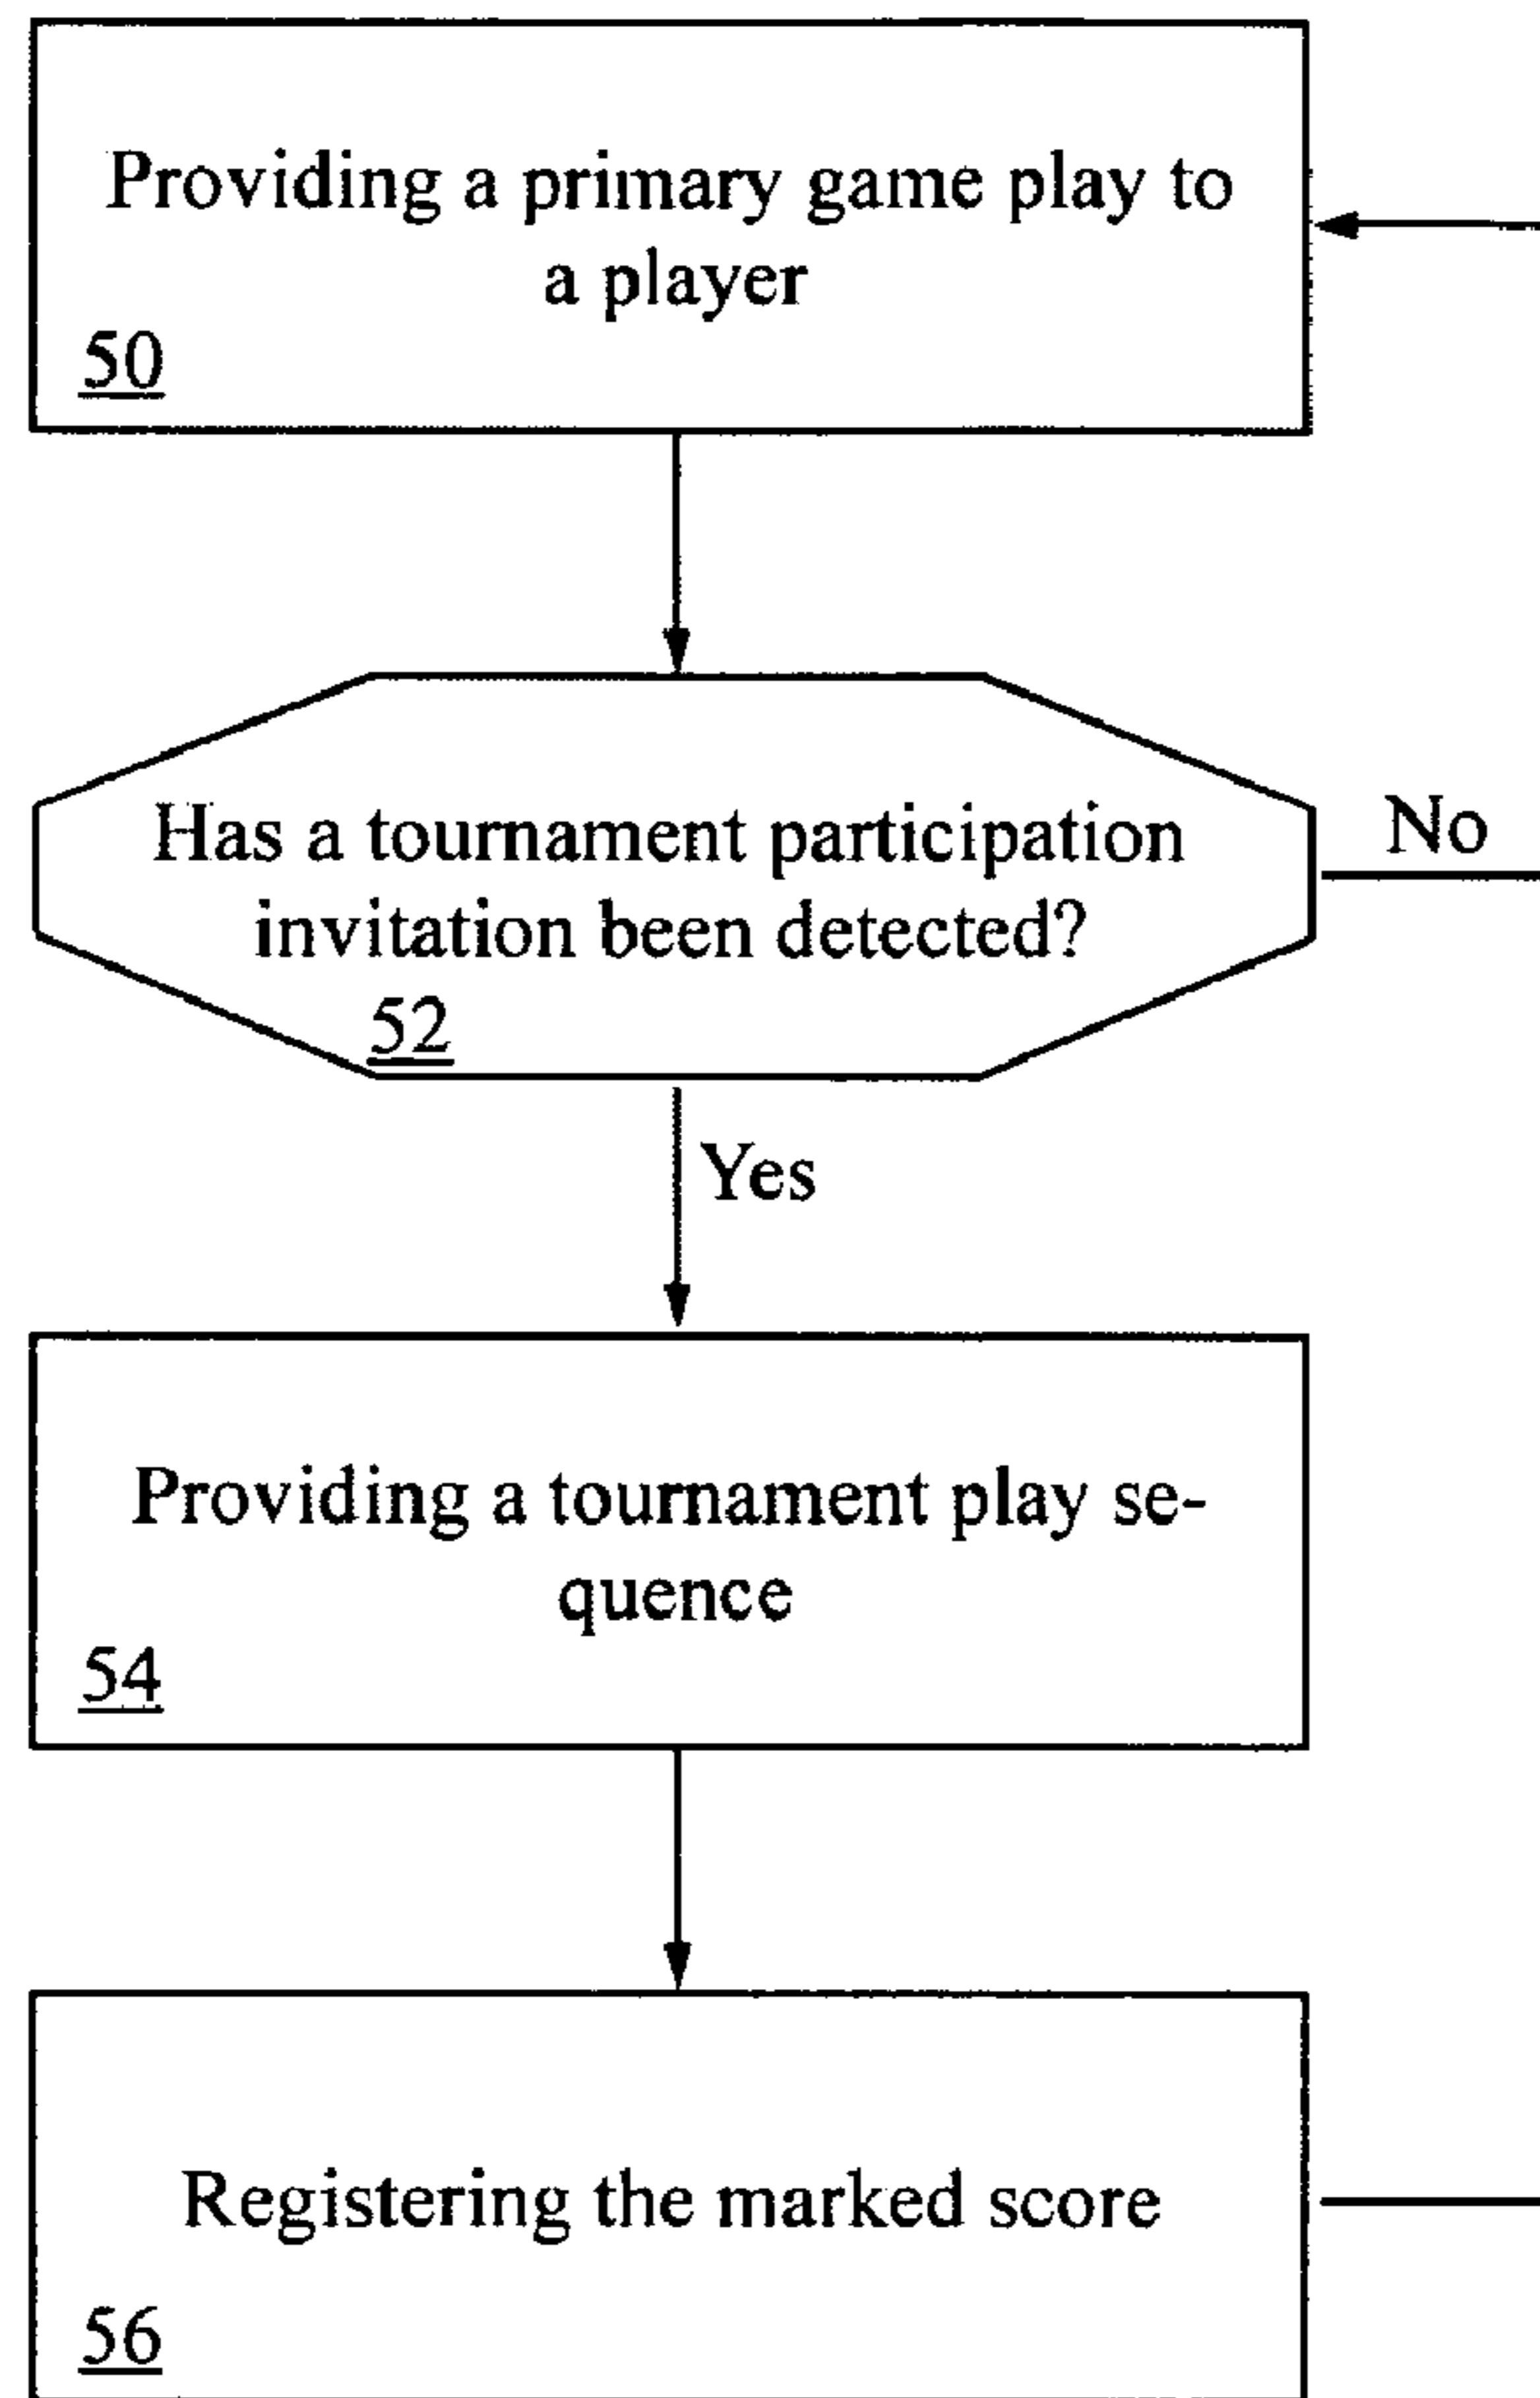 Providing a primary game play to
a player
50
Has a tournament participation
invitation been detected?
52
No
Yes
Providing a tournament play se-
quence
54
Registering the marked score
56